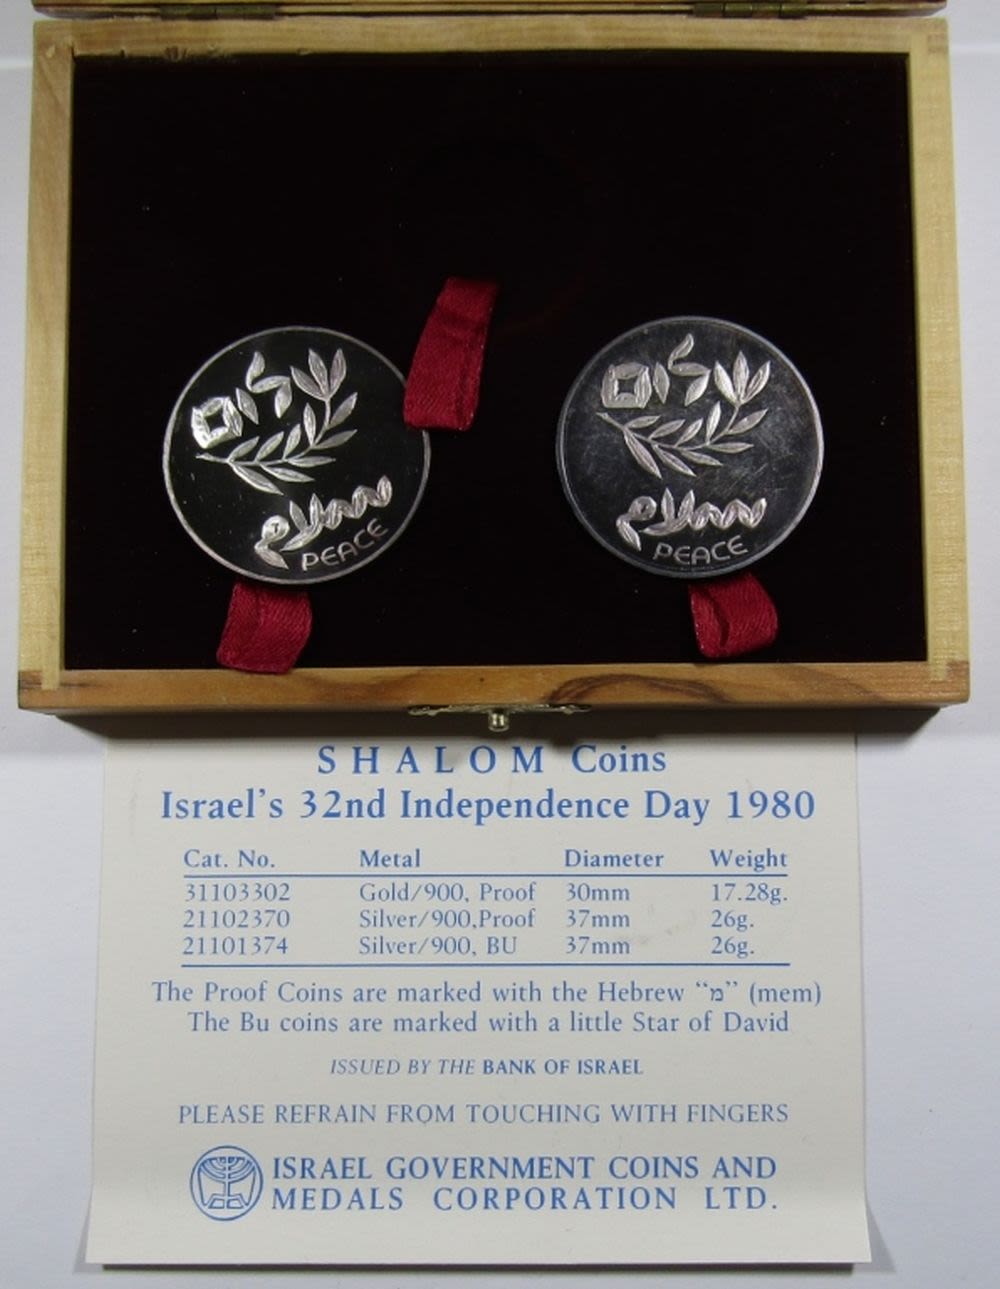 שלום
سلام
PEACE
שלום
سلام
PEACE
SHALOM Coins
Israel's 32nd Independence Day 1980
Cat. No. Metal Diameter Weight
31103302 Gold/900, Proof 30mm 17.28g.
21102370 Silver/900,Proof 37mm 26g.
21101374 Silver/900, BU 37mm 26g.
The Proof Coins are marked with the Hebrew “מ” (mem)
The Bu coins are marked with a little Star of David
ISSUED BY THE BANK OF ISRAEL
PLEASE REFRAIN FROM TOUCHING WITH FINGERS
ISRAEL GOVERNMENT COINS AND
MEDALS CORPORATION LTD.